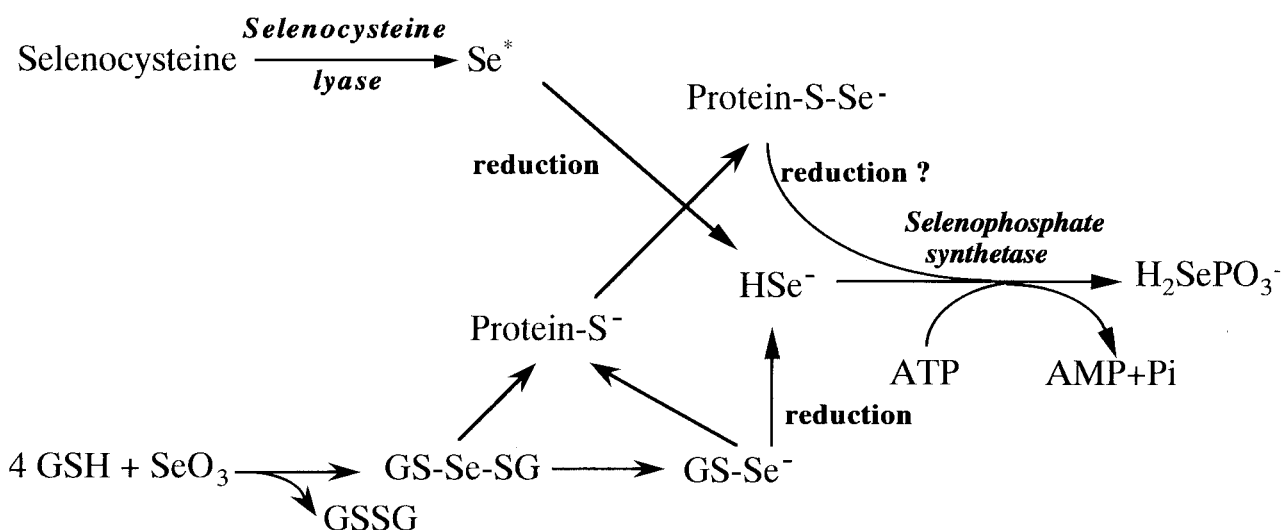 Selenocysteine
Selenocysteine
lyase
Se*
Protein-S-Se-
reduction
reduction ?
Selenophosphate
synthetase
HSe-
H2SePO3-
Protein-S-
ATP
AMP+Pi
reduction
4 GSH + SeO3
GS-Se-SG
GS-Se-
GSSG